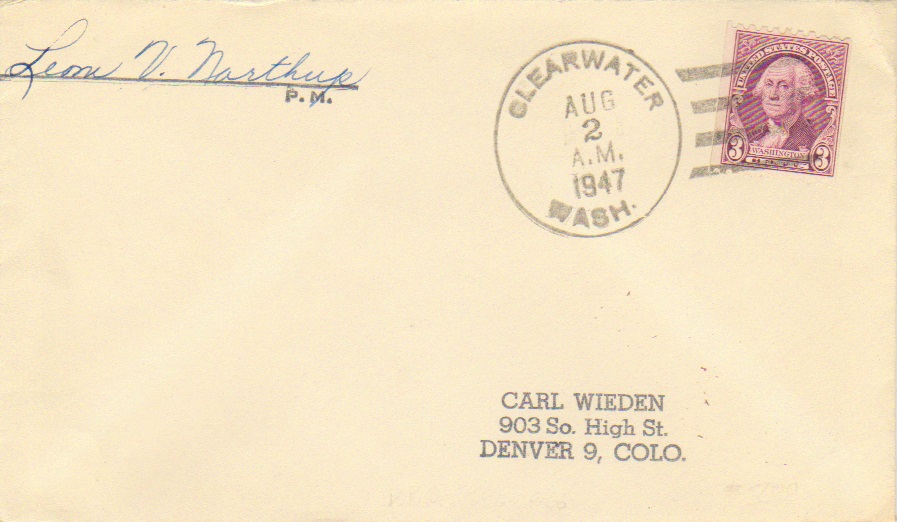 Leona V. Northup
P.M.
CLEARWATER
AUG
2
A.M.
1947
WASH.
UNITED STATES POSTAGE
3 WASHINGTON 3
CARL WIEDEN
903 So. High St.
DENVER 9, COLO.